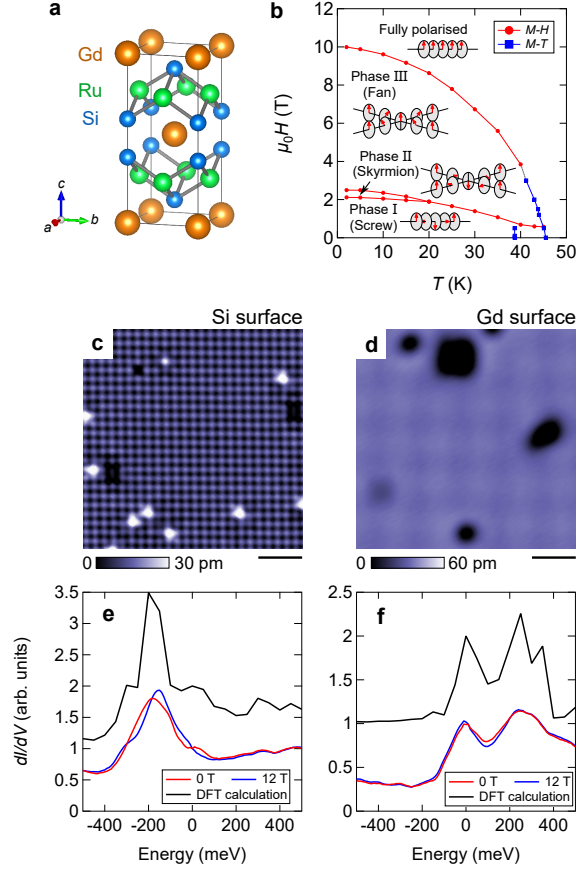 a
Gd
Ru
Si
c
a
b
b
Fully polarised
M-H
M-T
Phase III
(Fan)
Phase II
(Skyrmion)
Phase I
(Screw)
μ0H (T)
12
10
8
6
4
2
0
0 10 20 30 40 50
T (K)
Si surface
c
0 30 pm
Gd surface
d
0 60 pm
e
dI/dV (arb. units)
3.5
3
2.5
2
1.5
1
0.5
0
0 T 12 T
DFT calculation
-400 -200 0 200 400
Energy (meV)
f
2.5
2
1.5
1
0.5
0
0 T 12 T
DFT calculation
-400 -200 0 200 400
Energy (meV)